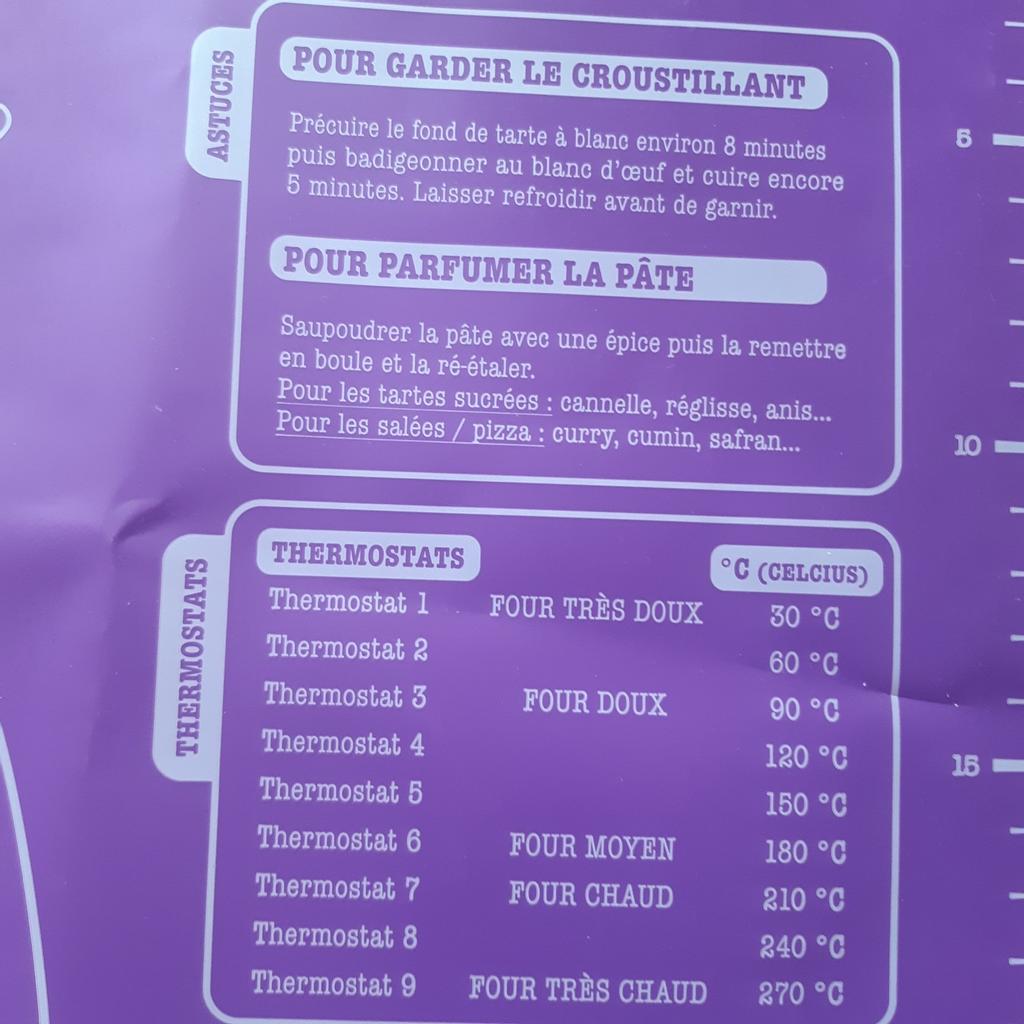 ASTUCES
POUR GARDER LE CROUSTILLANT
Précuire le fond de tarte à blanc environ 8 minutes
puis badigeonner au blanc d'œuf et cuire encore
5 minutes. Laisser refroidir avant de garnir.
POUR PARFUMER LA PÂTE
Saupoudrer la pâte avec une épice puis la remettre
en boule et la ré-étaler.
Pour les tartes sucrées : cannelle, réglisse, anis...
Pour les salées / pizza : curry, cumin, safran...
THERMOSTATS
THERMOSTATS °C (CELCIUS)
Thermostat 1 FOUR TRÈS DOUX 30 °C
Thermostat 2 60 °C
Thermostat 3 FOUR DOUX 90 °C
Thermostat 4 120 °C
Thermostat 5 150 °C
Thermostat 6 FOUR MOYEN 180 °C
Thermostat 7 FOUR CHAUD 210 °C
Thermostat 8 240 °C
Thermostat 9 FOUR TRÈS CHAUD 270 °C
5
10
15